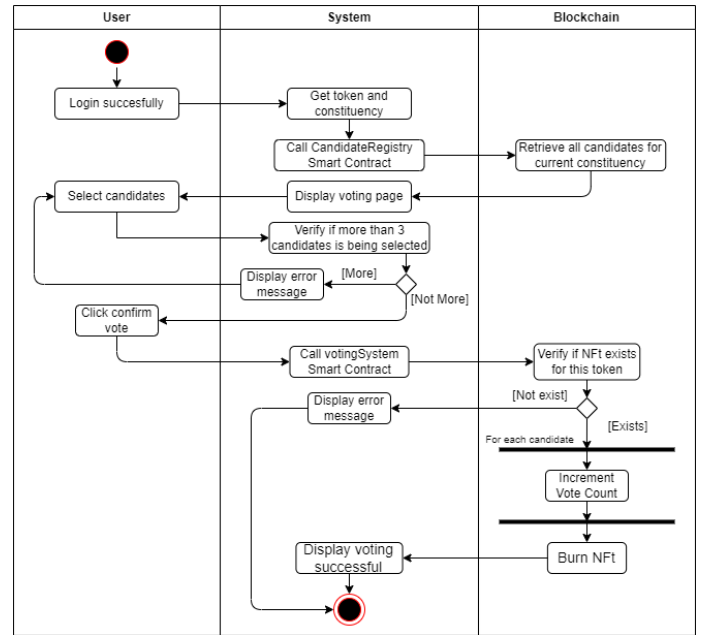 User
System
Blockchain
Login succesfully
Get token and
constituency
Call CandidateRegistry
Smart Contract
Retrieve all candidates for
current constituency
Display voting page
Select candidates
Verify if more than 3
candidates is being selected
[More]
Display error
message
[Not More]
Click confirm
vote
Call votingSystem
Smart Contract
Verify if NFt exists
for this token
[Not exist]
Display error
message
[Exists]
For each candidate
Increment
Vote Count
Burn NFt
Display voting
successful